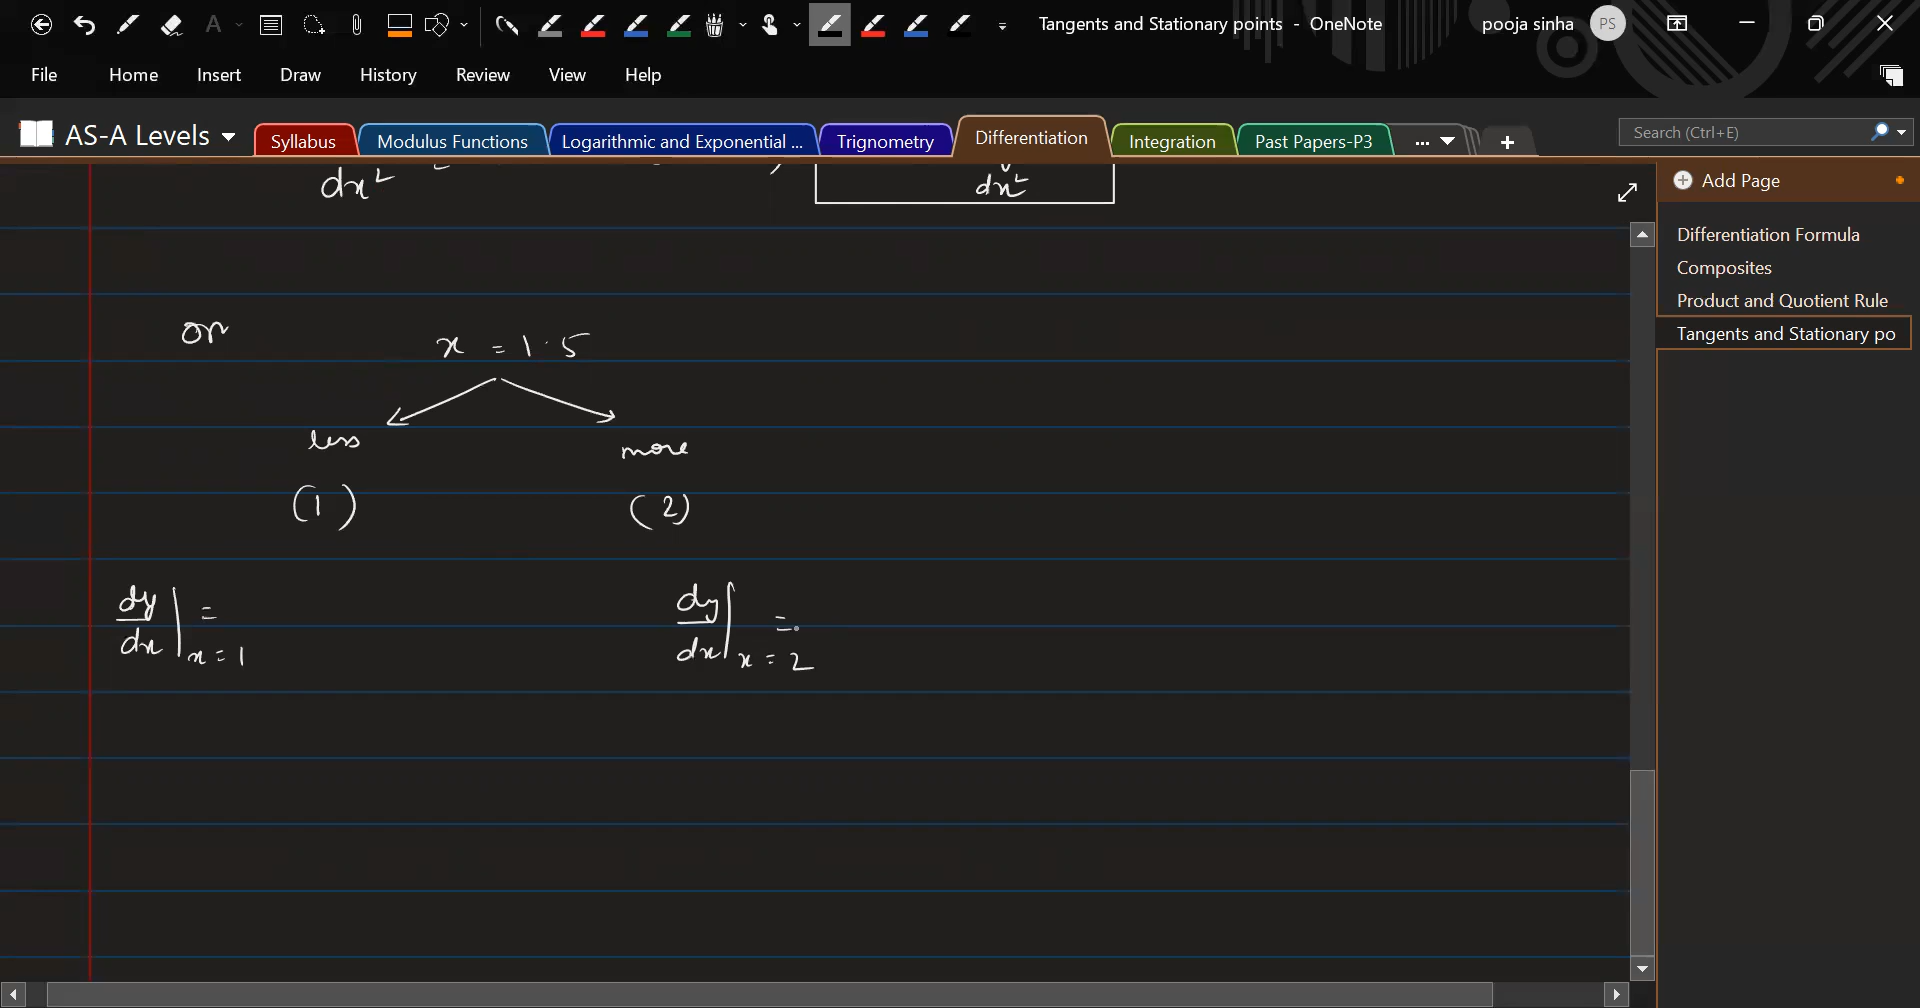 Tangents and Stationary points - OneNote
pooja sinha
PS
File Home Insert Draw History Review View Help
AS-A Levels
Syllabus
Modulus Functions
Logarithmic and Exponential ...
Trignometry
Differentiation
Integration
Past Papers-P3
...
+
Search (Ctrl+E)
Add Page
Differentiation Formula
Composites
Product and Quotient Rule
Tangents and Stationary po
dx² dx²
or x = 1.5
less more
(1) (2)
dy/dx |x=1 = dy/dx |x=2 =